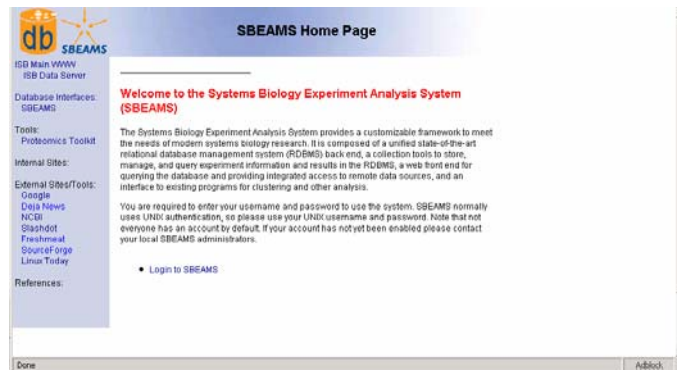 db
SBEAMS
SBEAMS Home Page
ISB Main WWW
ISB Data Server
Database Interfaces:
SBEAMS
Tools:
Proteomics Toolkit
Internal Sites:
External Sites/Tools:
Google
Deja News
NCBI
Slashdot
Freshmeat
SourceForge
Linux Today
References:
Welcome to the Systems Biology Experiment Analysis System
(SBEAMS)
The Systems Biology Experiment Analysis System provides a customizable framework to meet
the needs of modern systems biology research. It is composed of a unified state-of-the-art
relational database management system (RDBMS) back end, a collection tools to store,
manage, and query experiment information and results in the RDBMS, a web front end for
querying the database and providing integrated access to remote data sources, and an
interface to existing programs for clustering and other analysis.
You are required to enter your username and password to use the system. SBEAMS normally
uses UNIX authentication, so please use your UNIX username and password. Note that not
everyone has an account by default. If your account has not yet been enabled please contact
your local SBEAMS administrators.
• Login to SBEAMS
Done
Adblock